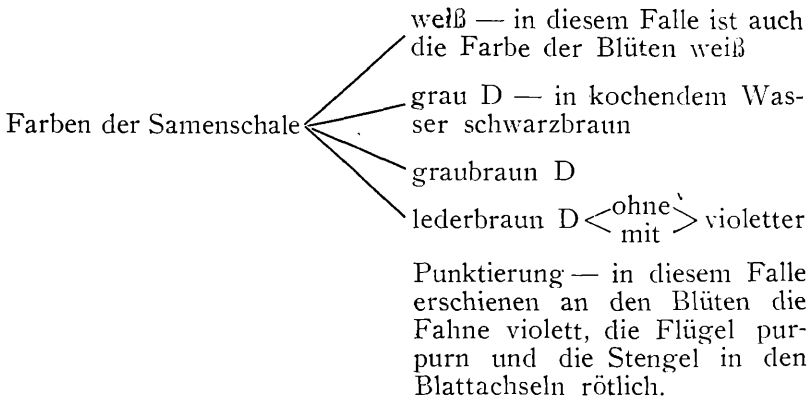 weiß — in diesem Falle ist auch
die Farbe der Blüten weiß
grau D — in kochendem Was-
ser schwarzbraun
Farben der Samenschale
graubraun D
lederbraun D < ohne > violetter
mit
Punktierung — in diesem Falle
erschienen an den Blüten die
Fahne violett, die Flügel pur-
purn und die Stengel in den
Blattachseln rötlich.